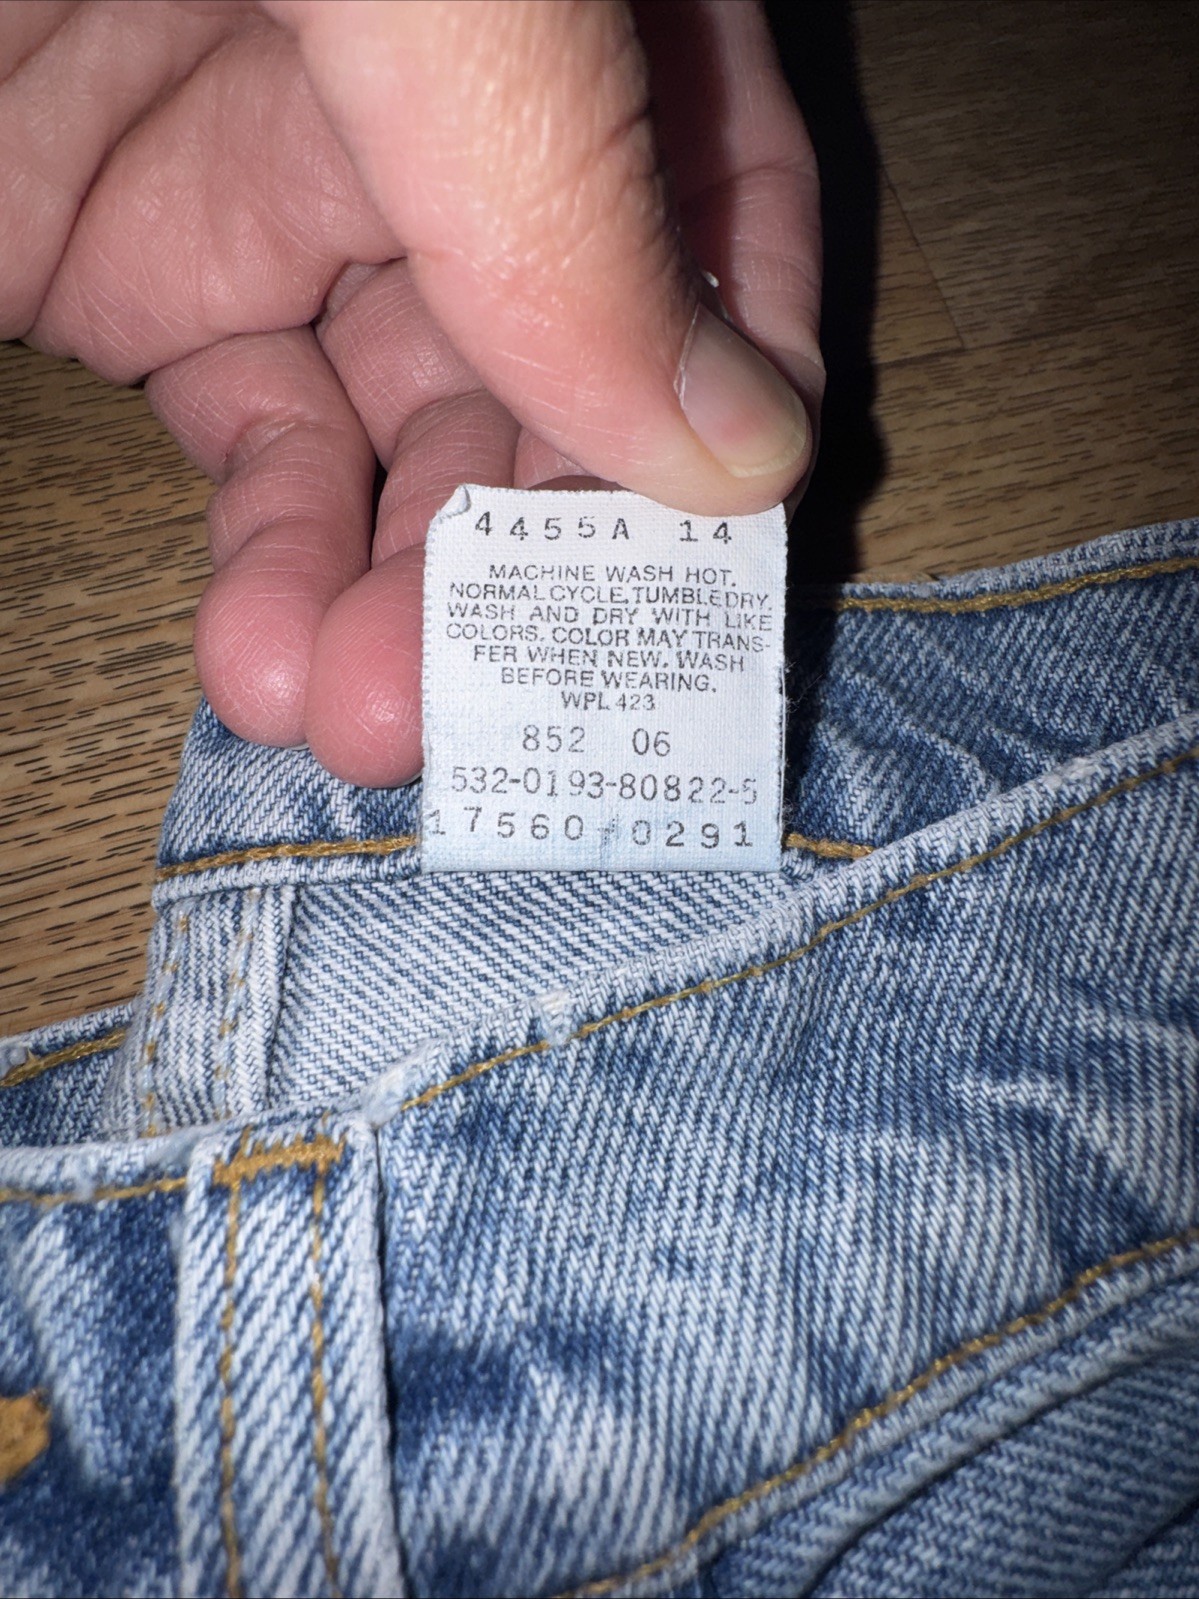 4455A 14
MACHINE WASH HOT.
NORMAL CYCLE, TUMBLE DRY.
WASH AND DRY WITH LIKE
COLORS. COLOR MAY TRANS-
FER WHEN NEW. WASH
BEFORE WEARING.
WPL 423
852 06
532-0193-80822-5
17560 0291